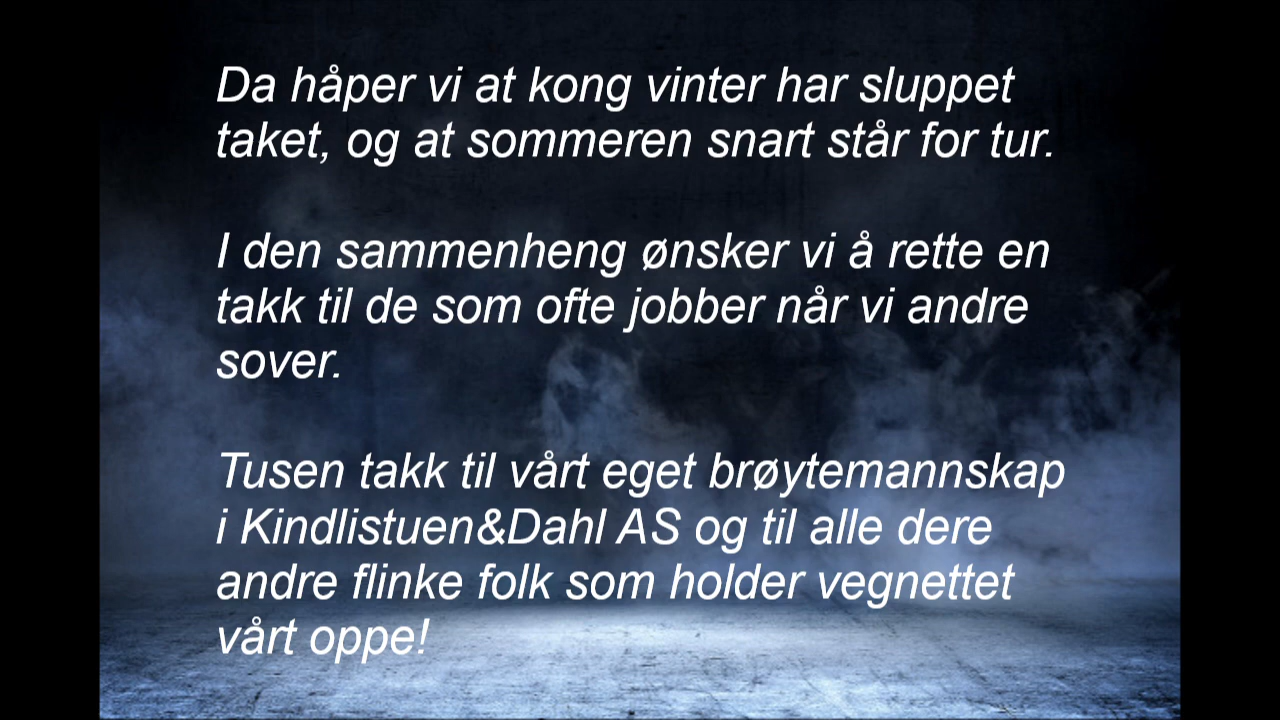 Da håper vi at kong vinter har sluppet
taket, og at sommeren snart står for tur.
I den sammenheng ønsker vi å rette en
takk til de som ofte jobber når vi andre
sover.
Tusen takk til vårt eget brøytemannskap
i Kindlistuen&Dahl AS og til alle dere
andre flinke folk som holder vegnettet
vårt oppe!